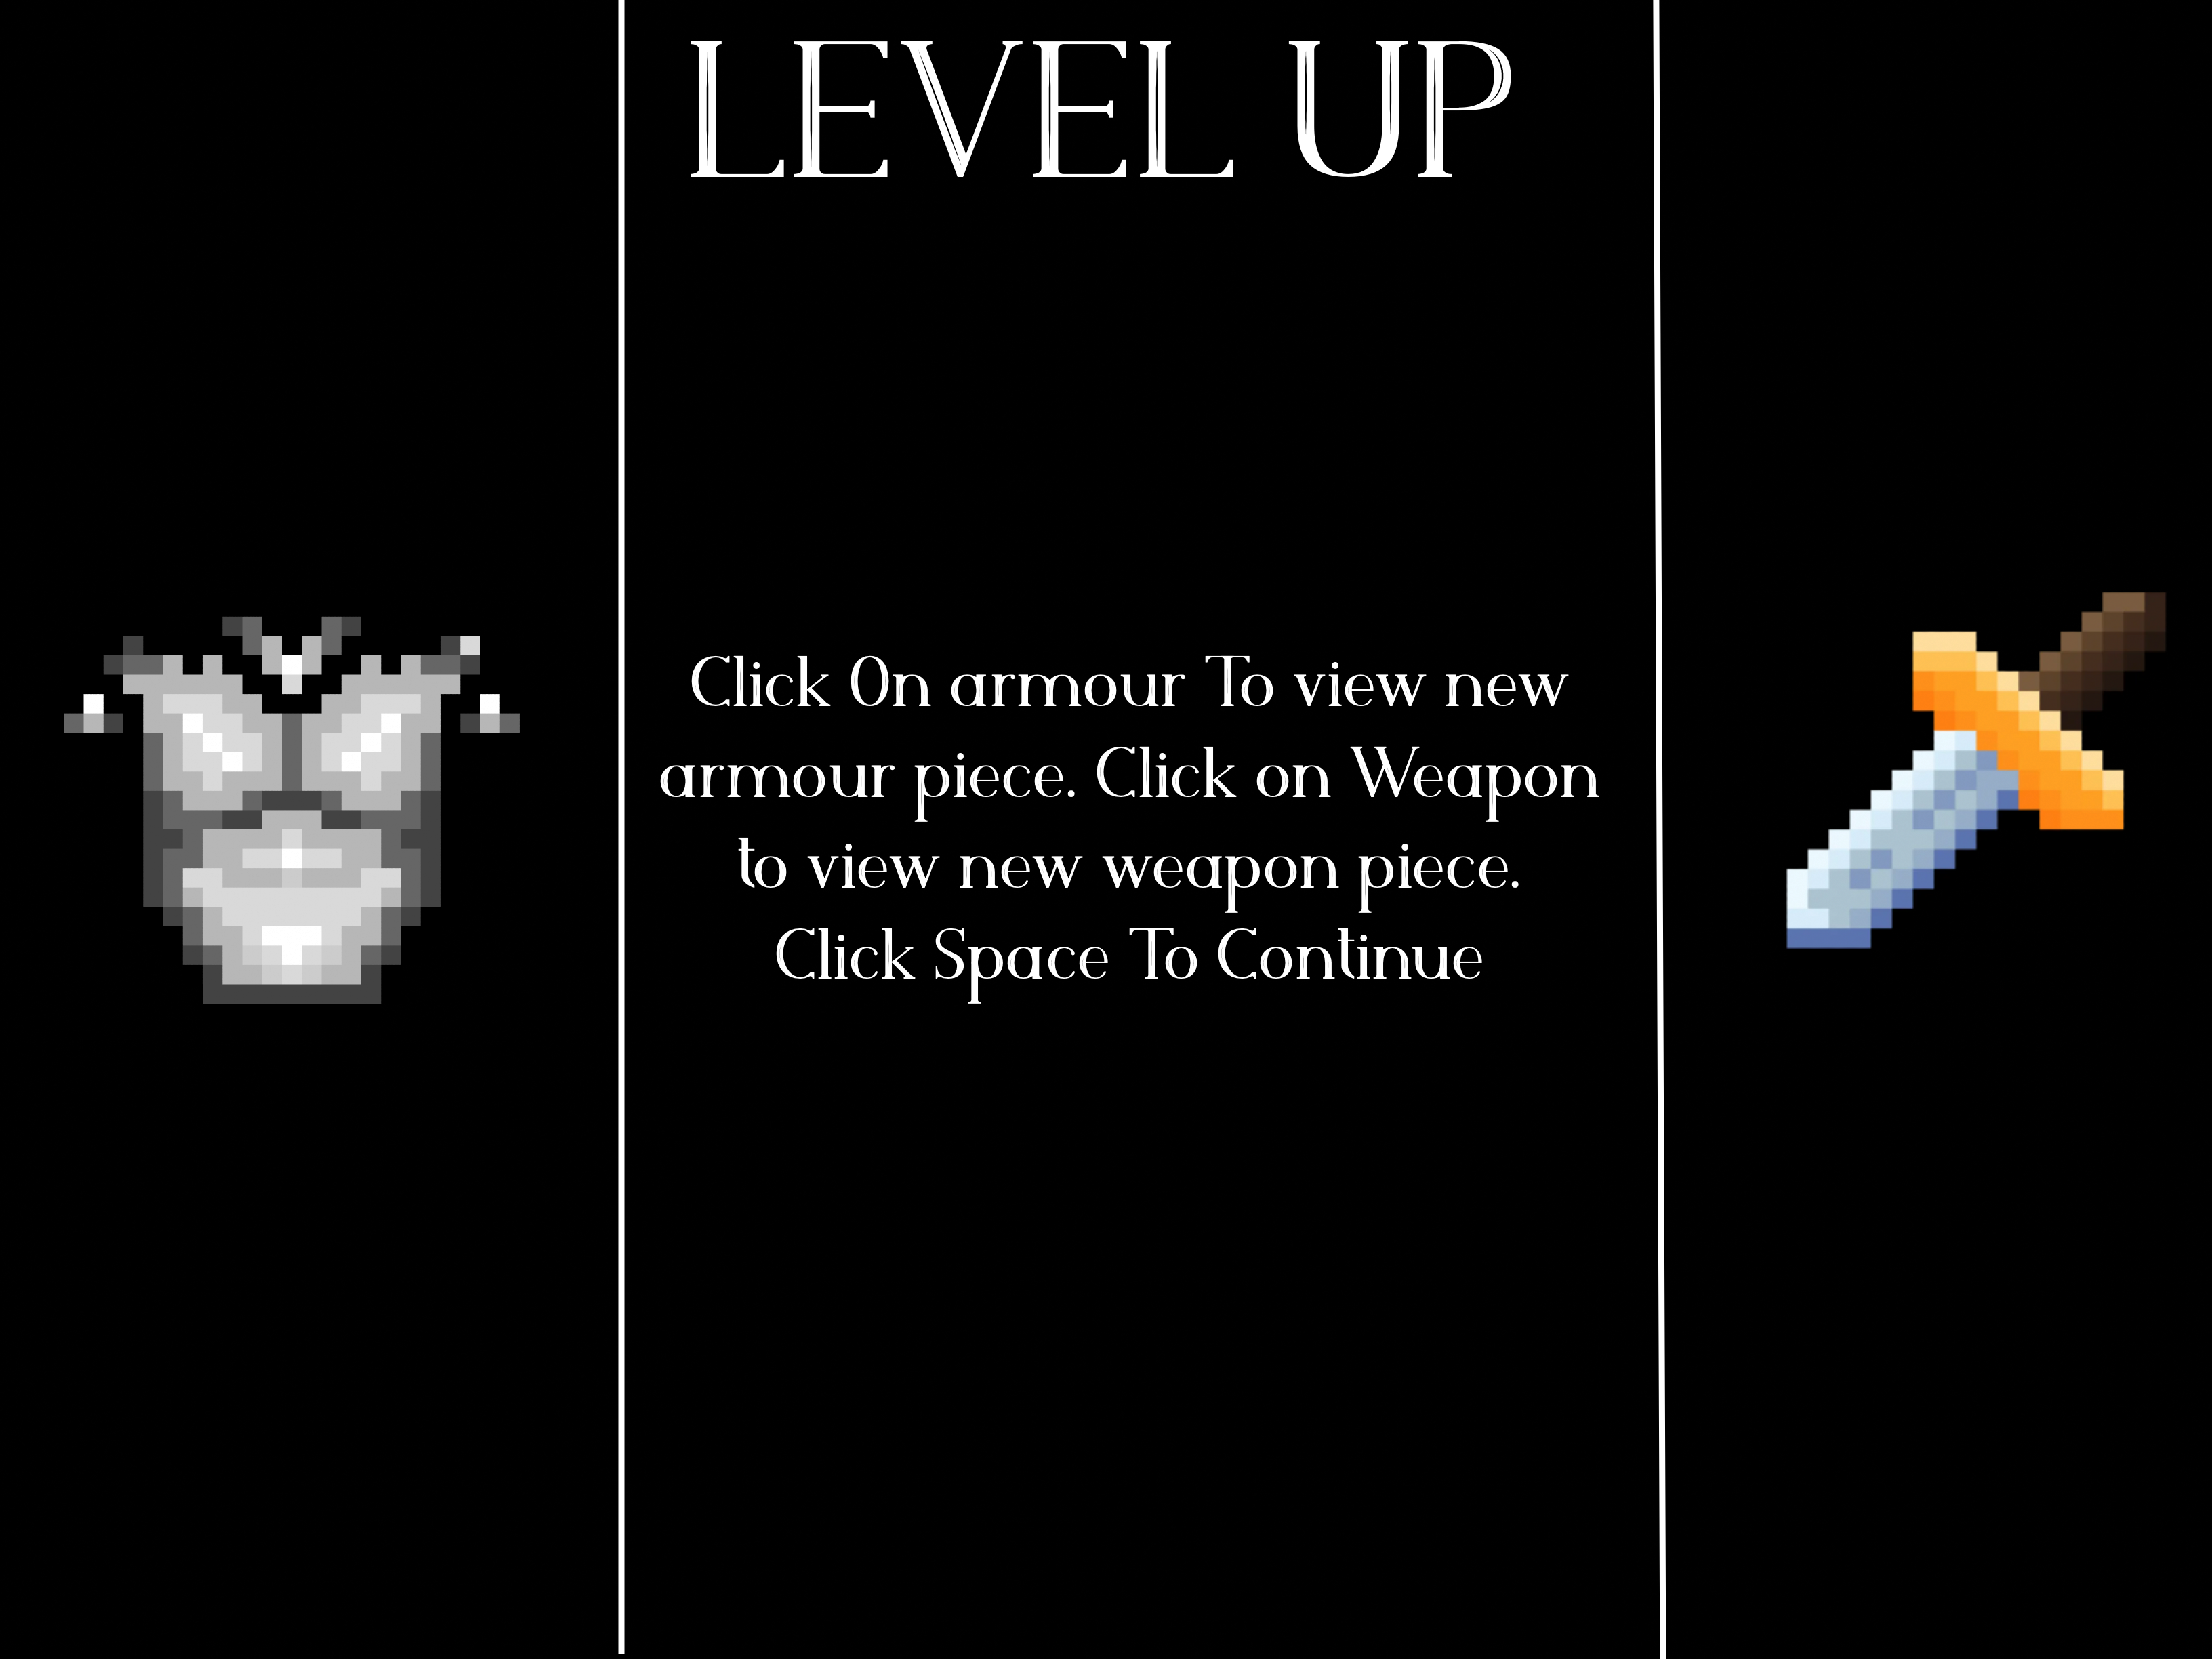 LEVEL UP
Click On armour To view new
armour piece. Click on Weapon
to view new weapon piece.
Click Space To Continue